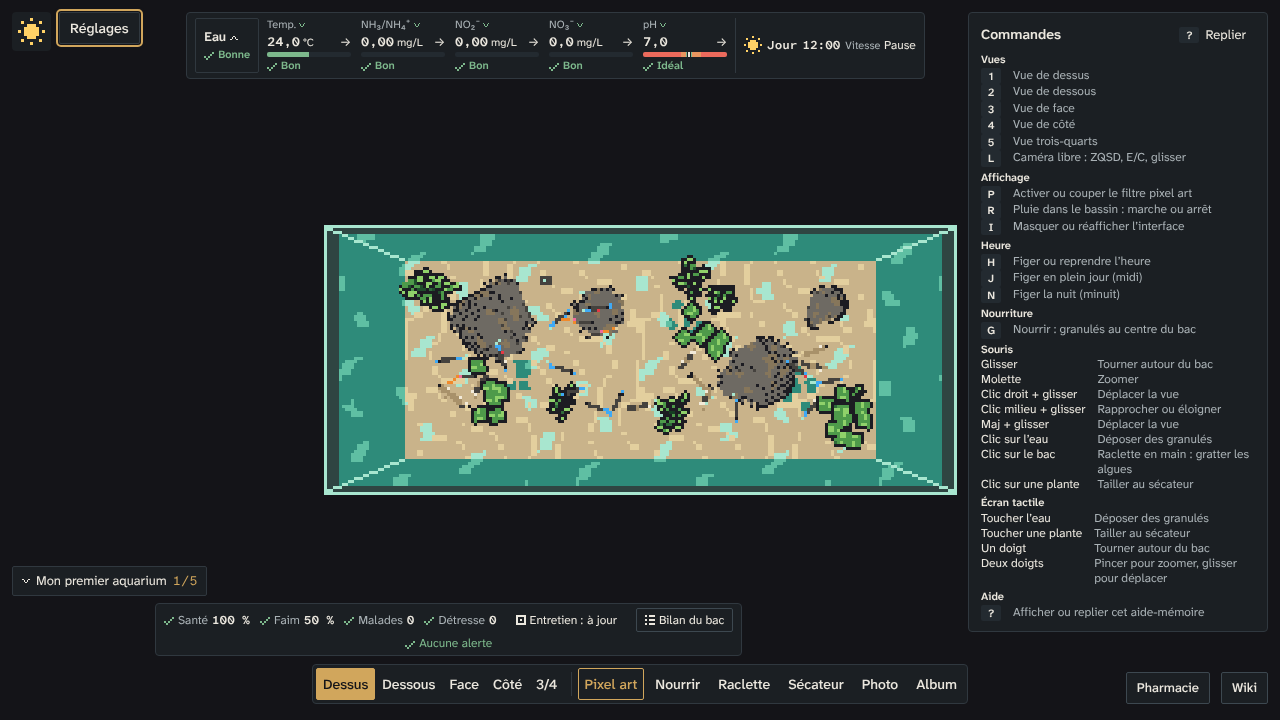 Réglages
Eau
Bonne
Temp.
24,0 °C
Bon
NH₃/NH₄⁺
0,00 mg/L
Bon
NO₂⁻
0,00 mg/L
Bon
NO₃⁻
0,0 mg/L
Bon
pH
7,0
Idéal
Jour 12:00 Vitesse Pause
Commandes
? Replier
Vues
1 Vue de dessus
2 Vue de dessous
3 Vue de face
4 Vue de côté
5 Vue trois-quarts
L Caméra libre : ZQSD, E/C, glisser
Affichage
P Activer ou couper le filtre pixel art
R Pluie dans le bassin : marche ou arrêt
I Masquer ou réafficher l'interface
Heure
H Figer ou reprendre l'heure
J Figer en plein jour (midi)
N Figer la nuit (minuit)
Nourriture
G Nourrir : granulés au centre du bac
Souris
Glisser Tourner autour du bac
Molette Zoomer
Clic droit + glisser Déplacer la vue
Clic milieu + glisser Rapprocher ou éloigner
Maj + glisser Déplacer la vue
Clic sur l'eau Déposer des granulés
Clic sur le bac Raclette en main : gratter les
algues
Clic sur une plante Tailler au sécateur
Écran tactile
Toucher l'eau Déposer des granulés
Toucher une plante Tailler au sécateur
Un doigt Tourner autour du bac
Deux doigts Pincer pour zoomer, glisser
pour déplacer
Aide
? Afficher ou replier cet aide-mémoire
Mon premier aquarium 1/5
Santé 100 % Faim 50 % Malades 0 Détresse 0 Entretien : à jour Bilan du bac
Aucune alerte
Dessus Dessous Face Côté 3/4 Pixel art Nourrir Raclette Sécateur Photo Album
Pharmacie Wiki